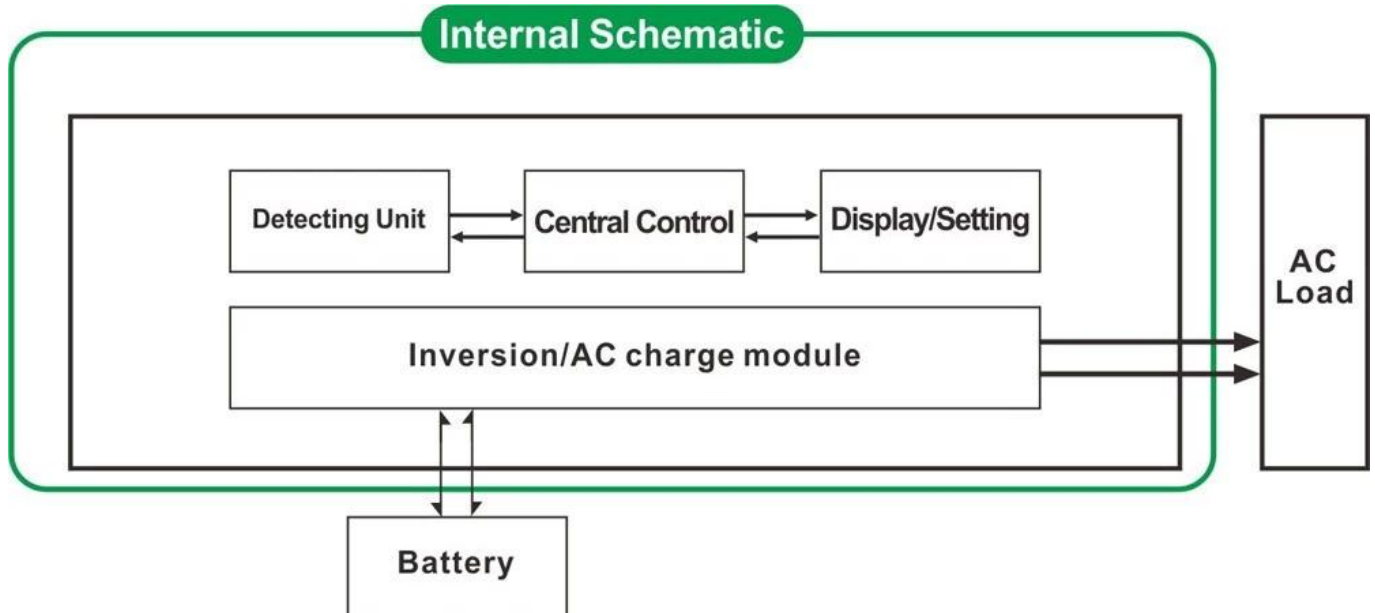 Internal Schematic
Detecting Unit
Central Control
Display/Setting
AC
Load
Inversion/AC charge module
Battery